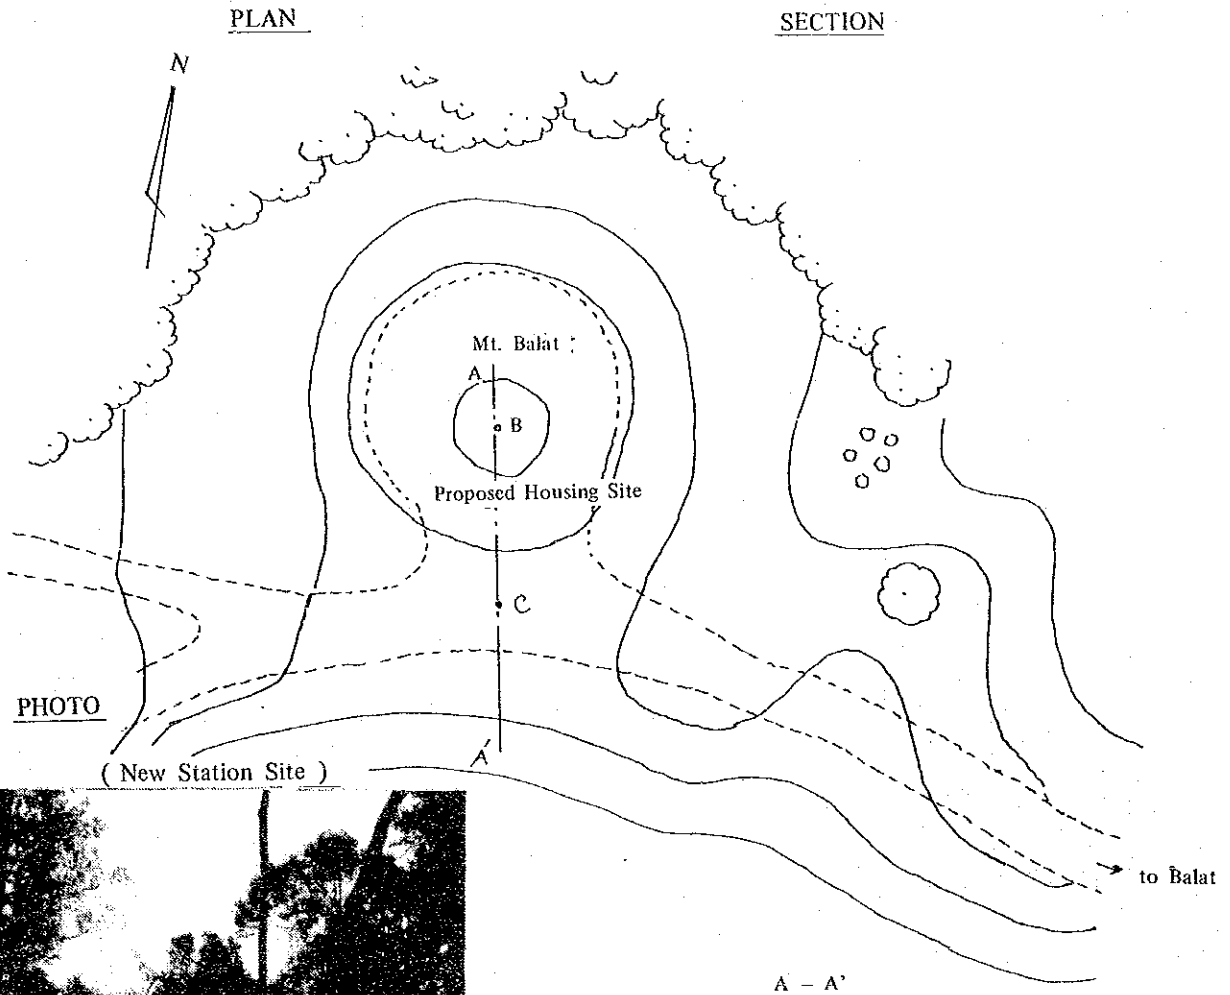 PLAN
SECTION
N
Mt. Balat
A
B
Proposed Housing Site
C
PHOTO
A'
( New Station Site )
to Balat
A – A'